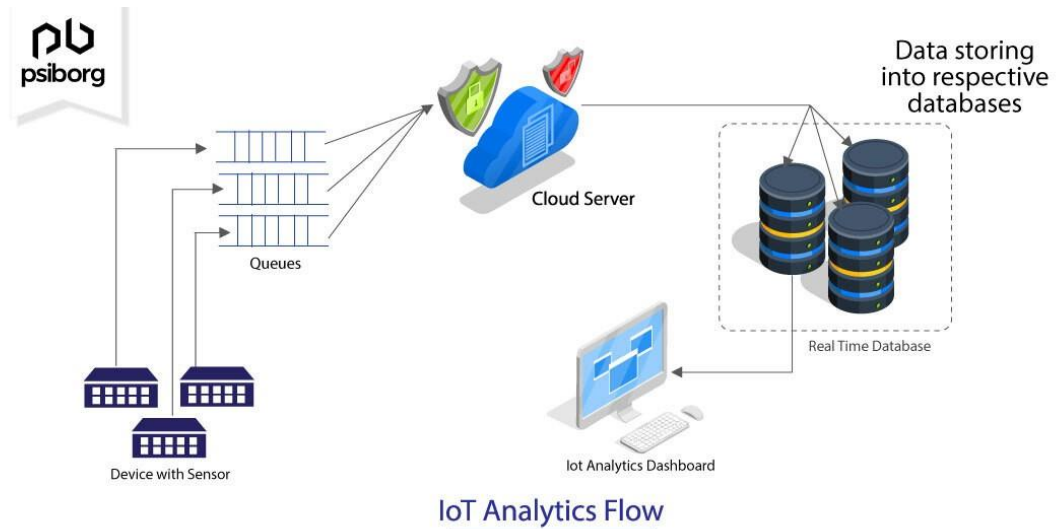 psiborg
Data storing
into respective
databases
Cloud Server
Queues
Real Time Database
Device with Sensor
Iot Analytics Dashboard
IoT Analytics Flow